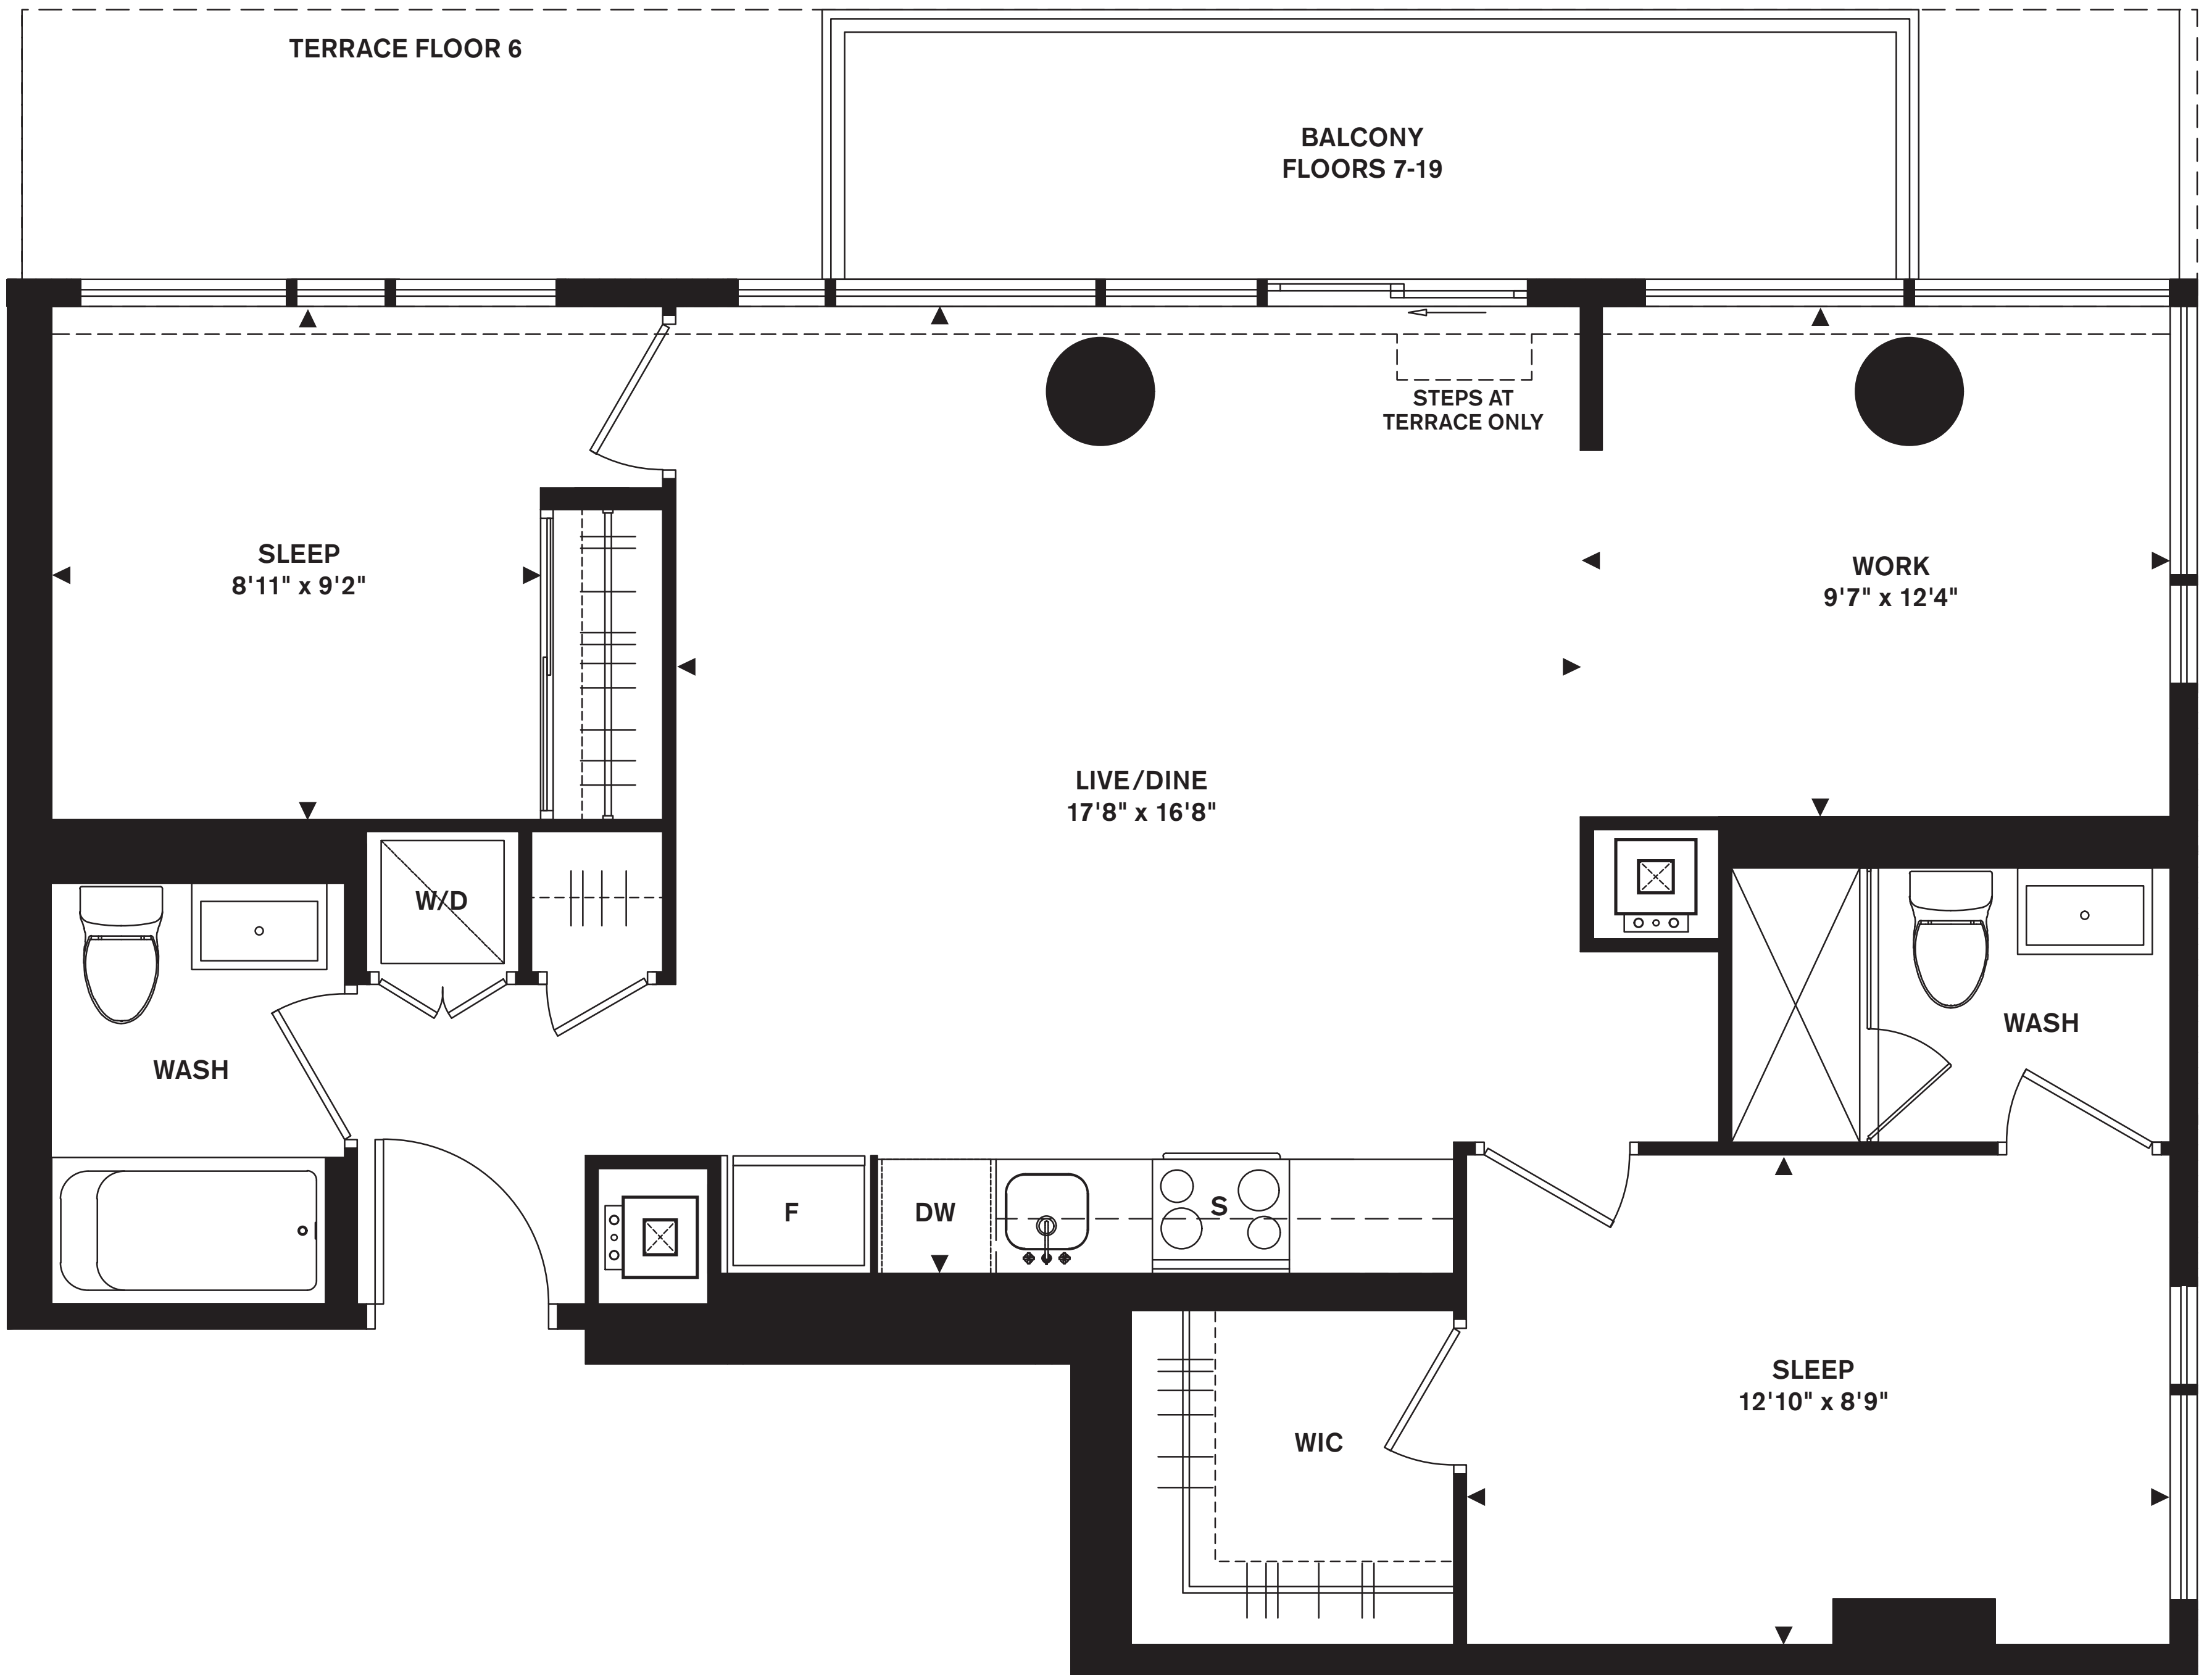 TERRACE FLOOR 6
BALCONY
FLOORS 7-19
STEPS AT
TERRACE ONLY
SLEEP
8'11" x 9'2"
WORK
9'7" x 12'4"
LIVE/DINE
17'8" x 16'8"
W/D
WASH
WASH
F
DW
S
SLEEP
12'10" x 8'9"
WIC